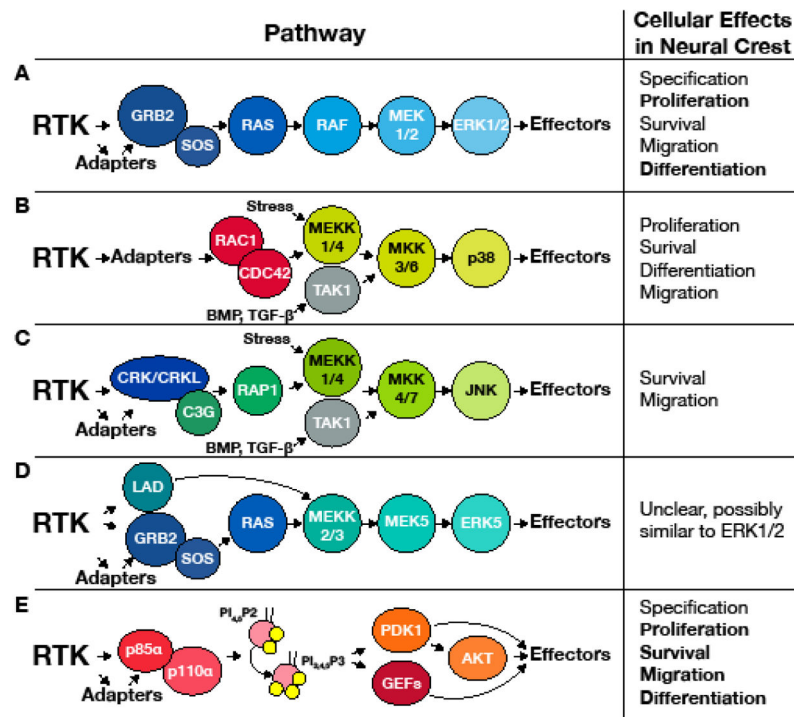 Pathway
Cellular Effects
in Neural Crest
A
RTK
GRB2
SOS
Adapters
RAS
RAF
MEK
1/2
ERK1/2
Effectors
Specification
Proliferation
Survival
Migration
Differentiation
B
RTK
Adapters
RAC1
CDC42
Stress
MEKK
1/4
TAK1
BMP, TGF-β
MKK
3/6
p38
Effectors
Proliferation
Surival
Differentiation
Migration
C
RTK
CRK/CRKL
C3G
Adapters
RAP1
Stress
MEKK
1/4
TAK1
BMP, TGF-β
MKK
4/7
JNK
Effectors
Survival
Migration
D
RTK
LAD
GRB2
SOS
Adapters
RAS
MEKK
2/3
MEK5
ERK5
Effectors
Unclear, possibly
similar to ERK1/2
E
RTK
p85α
p110α
Adapters
PI4,5P2
PI3,4,5P3
PDK1
GEFs
AKT
Effectors
Specification
Proliferation
Survival
Migration
Differentiation